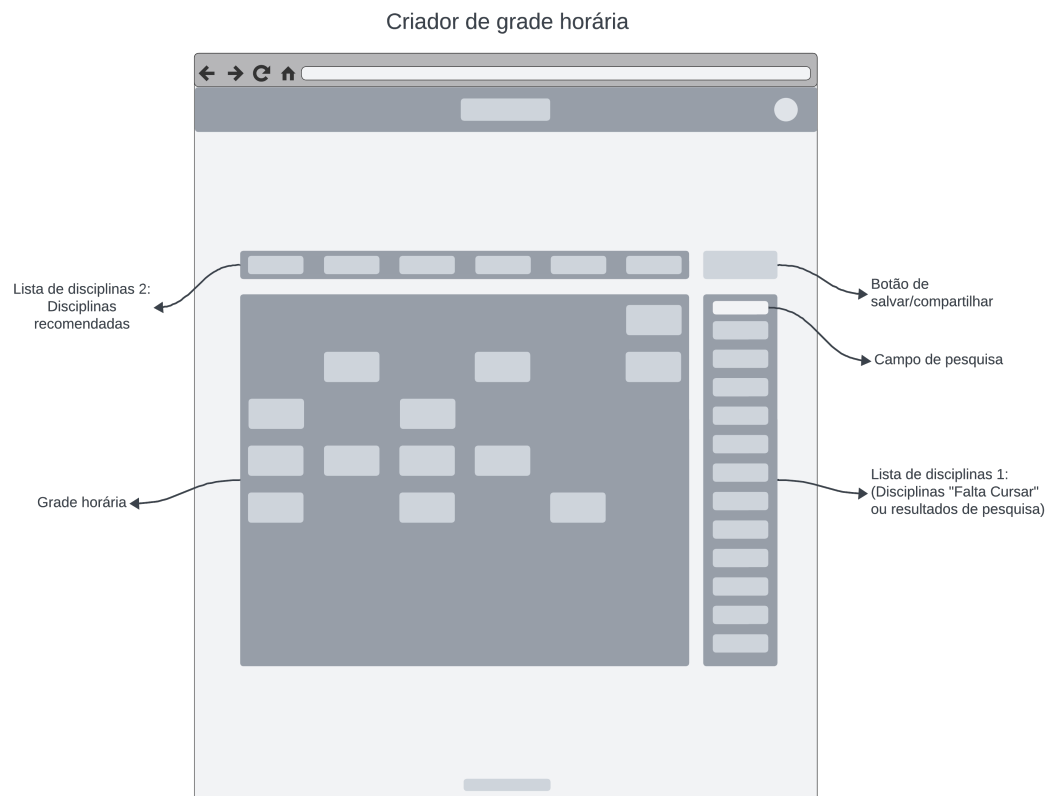 Criador de grade horária
Lista de disciplinas 2:
Disciplinas
recomendadas
Botão de
salvar/compartilhar
Campo de pesquisa
Grade horária
Lista de disciplinas 1:
(Disciplinas "Falta Cursar"
ou resultados de pesquisa)